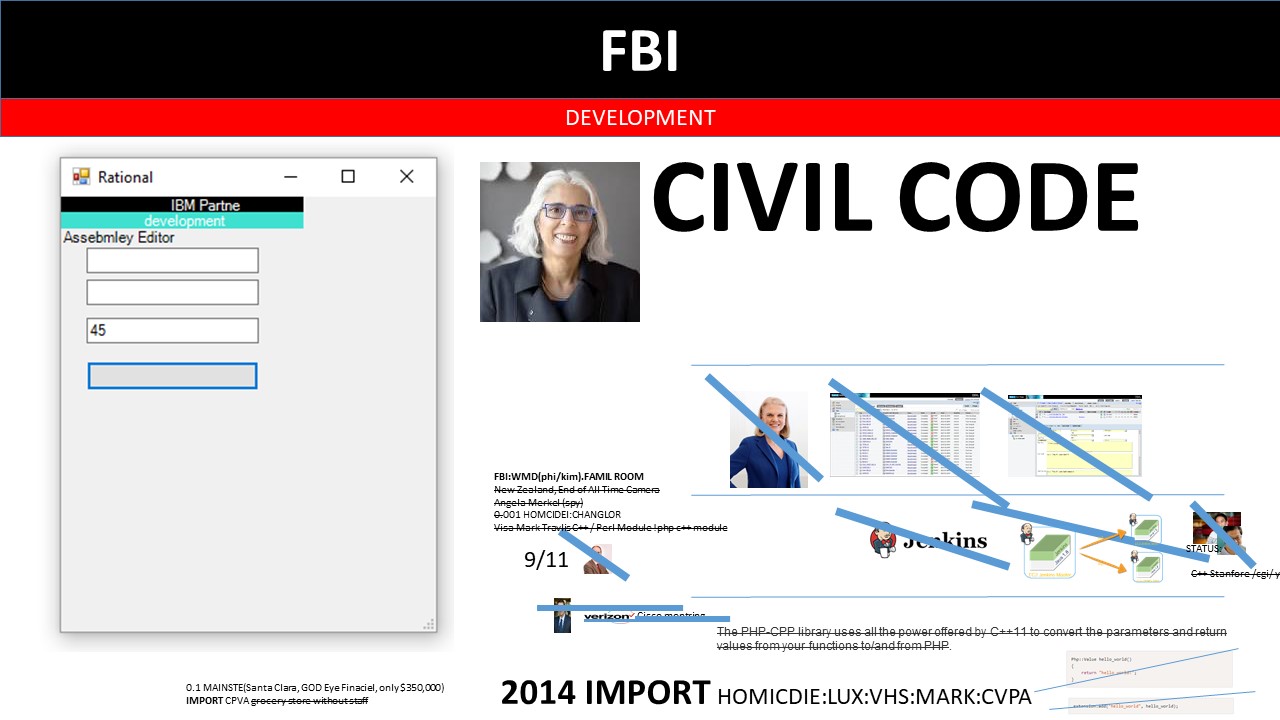 FBI
DEVELOPMENT
Rational
IBM Partne
development
Assebmley Editor
45
CIVIL CODE
FBI:WMD(phi/kim).FAMIL ROOM
New Zealand, End of All Time Camera
Angela Merkel (spy)
0.001 HOMCIDEI:CHANGLOR
Visa Mark Travlis C++ / Perl Module !php c++ module
9/11
Jenkins
STATUS:
C++ Stanfore /cgi/ y
verizon
Cisco montring
The PHP-CPP library uses all the power offered by C++11 to convert the parameters and return
values from your functions to/and from PHP.
Php::Value hello_world()
{
return "hello world!";
}
extension.add("hello_world", hello_world);
0.1 MAINSTE(Santa Clara, GOD Eye Finaciel, only $350,000)
IMPORT CPVA grocery store without staff
2014 IMPORT HOMICDIE:LUX:VHS:MARK:CVPA